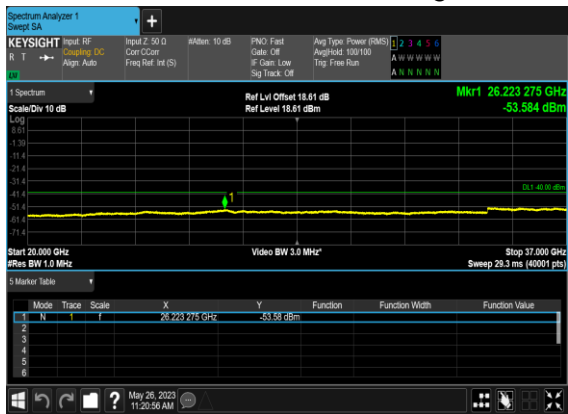 Spectrum Analyzer 1
Swept SA
+
KEYSIGHT Input: RF Input Z: 50 Ω #Atten: 10 dB PNO: Fast Avg Type: Power (RMS) 1 2 3 4 5 6
R T Coupling: DC Corr CCorr Gate: Off Avg|Hold: 100/100 A W W W W W
Align: Auto Freq Ref: Int (S) IF Gain: Low Trig: Free Run
Sig Track: Off A N N N N N
1 Spectrum Ref Lvl Offset 18.61 dB Mkr1 26.223 275 GHz
Scale/Div 10 dB Ref Level 18.61 dBm -53.584 dBm
Log
8.61
-1.39
-11.4
-21.4
-31.4
DL1 -40.00 dBm
-41.4
1
-51.4
-61.4
-71.4
Start 20.000 GHz Video BW 3.0 MHz* Stop 37.000 GHz
#Res BW 1.0 MHz Sweep 29.3 ms (40001 pts)
5 Marker Table
Mode Trace Scale X Y Function Function Width Function Value
1 N 1 f 26.223 275 GHz -53.58 dBm
2
3
4
5
6
? May 26, 2023
11:20:56 AM